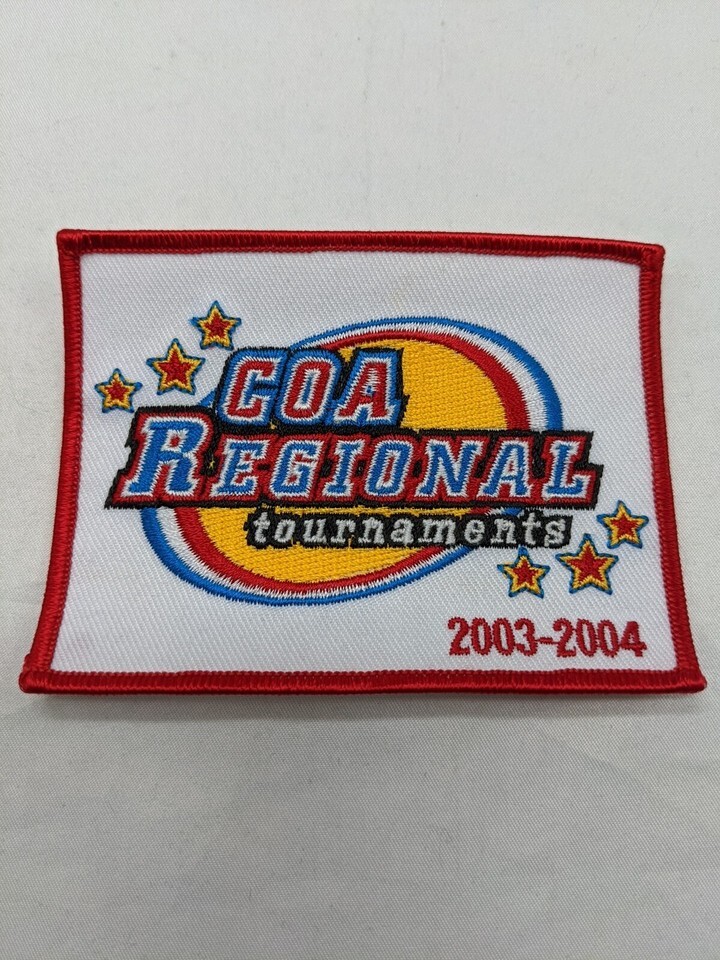 COA
REGIONAL
tournaments
2003-2004